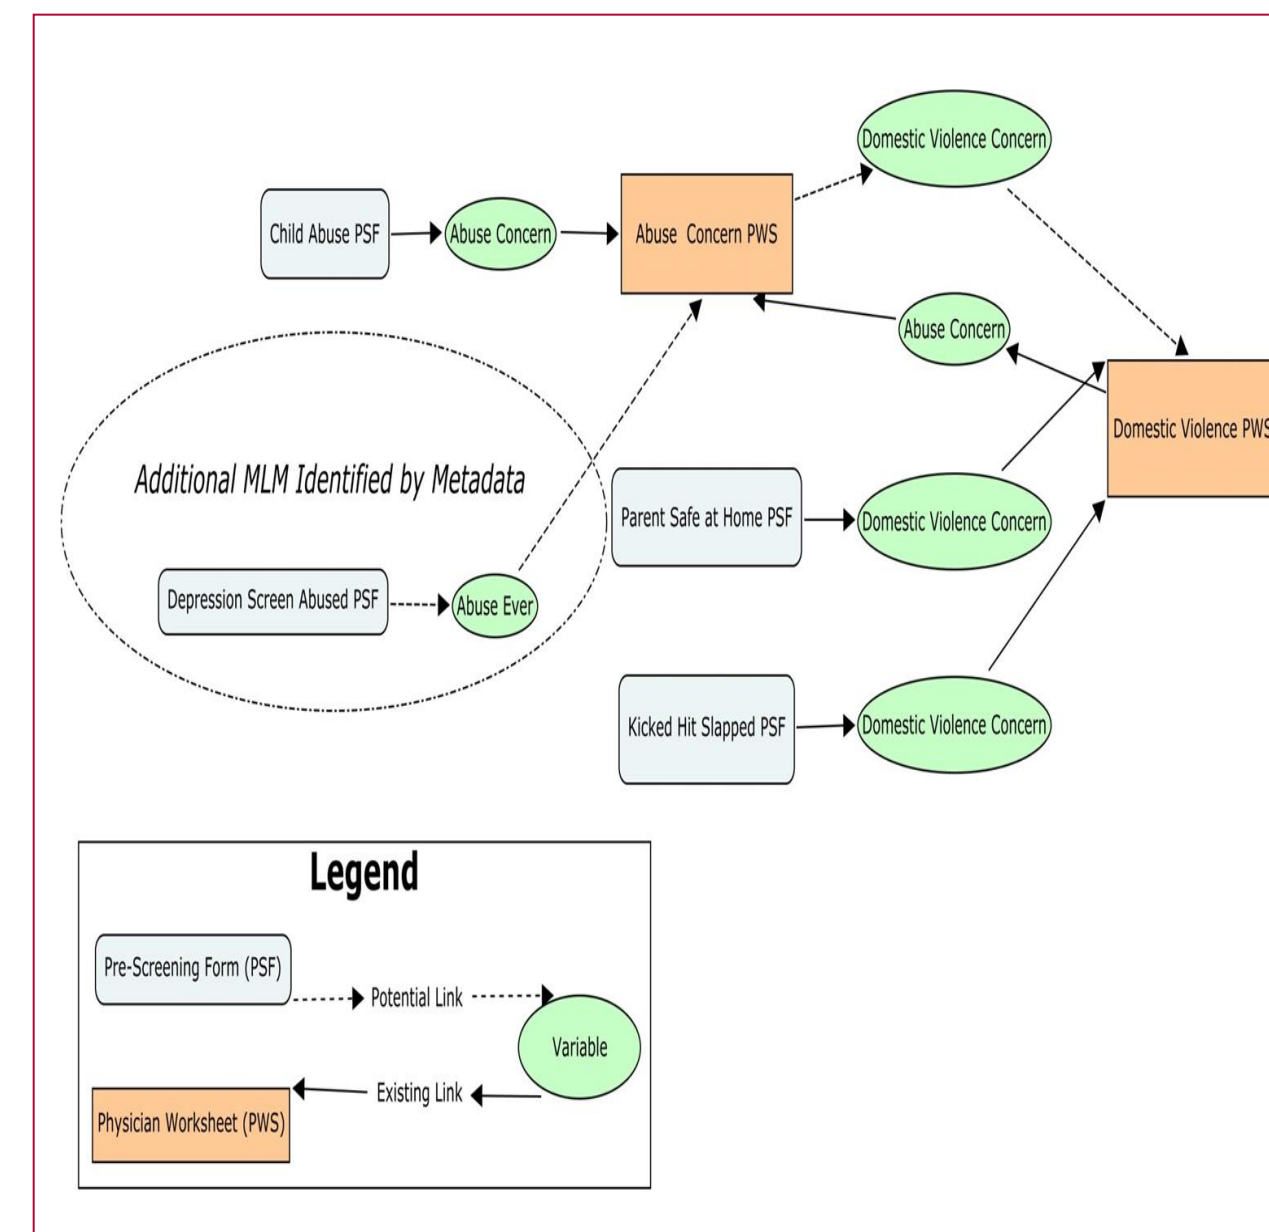 Domestic Violence Concern
Child Abuse PSF
Abuse Concern
Abuse Concern PWS
Abuse Concern
Domestic Violence PWS
Additional MLM Identified by Metadada
Parent Safe at Home PSF
Domestic Violence Concern
Depression Screen Abused PSF
Abuse Ever
Kicked Hit Slapped PSF
Domestic Violence Concern
Legend
Pre-Screening Form (PSF)
Potential Link
Variable
Existing Link
Physician Worksheet (PWS)